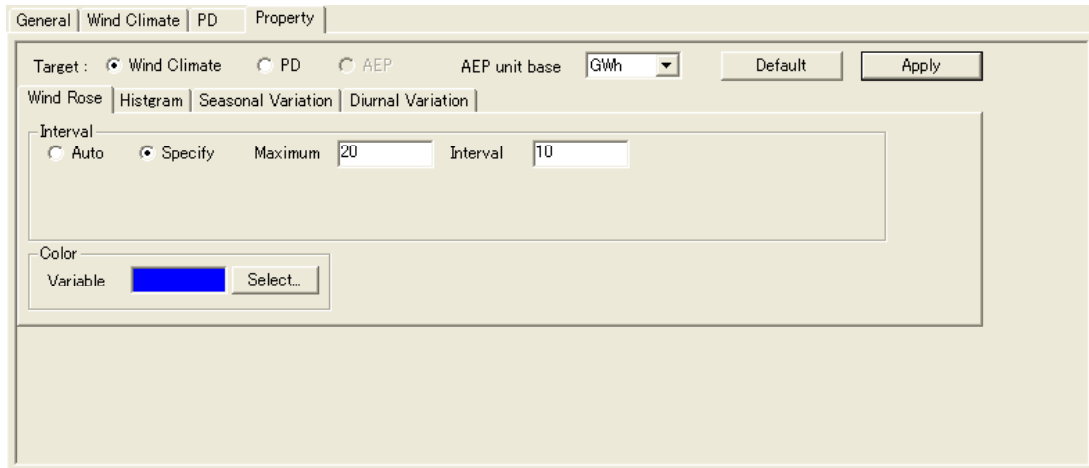 General Wind Climate PD Property
Target : Wind Climate PD AEP AEP unit base GWh Default Apply
Wind Rose Histgram Seasonal Variation Diurnal Variation
Interval
Auto Specify Maximum 20 Interval 10
Color
Variable Select...